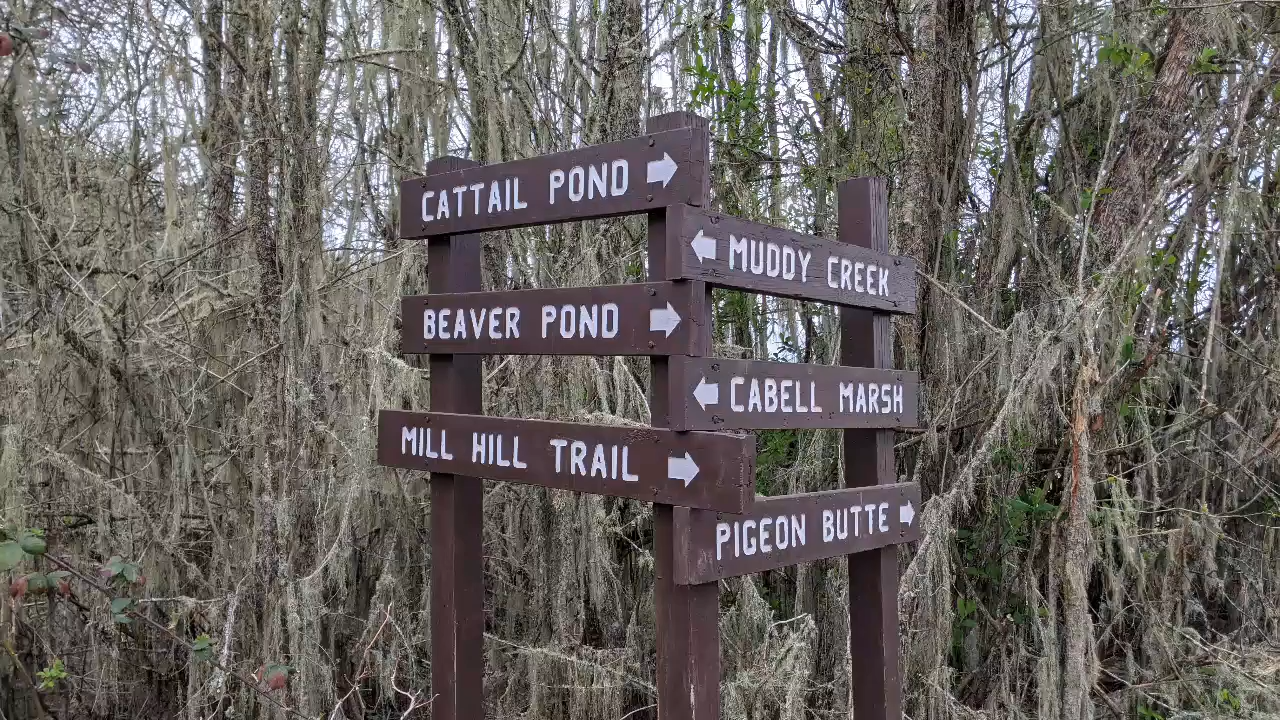 CATTAIL POND
MUDDY CREEK
BEAVER POND
CABELL MARSH
MILL HILL TRAIL
PIGEON BUTTE